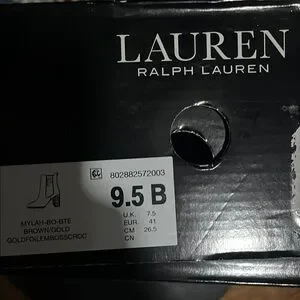 LAUREN
RALPH LAUREN
802882572003
9.5 B
U.K. 7.5
EUR. 41
CM 26.5
CN
MYLAH-BO-BTE
BROWN/GOLD
GOLDFOILEMBOSSCROC